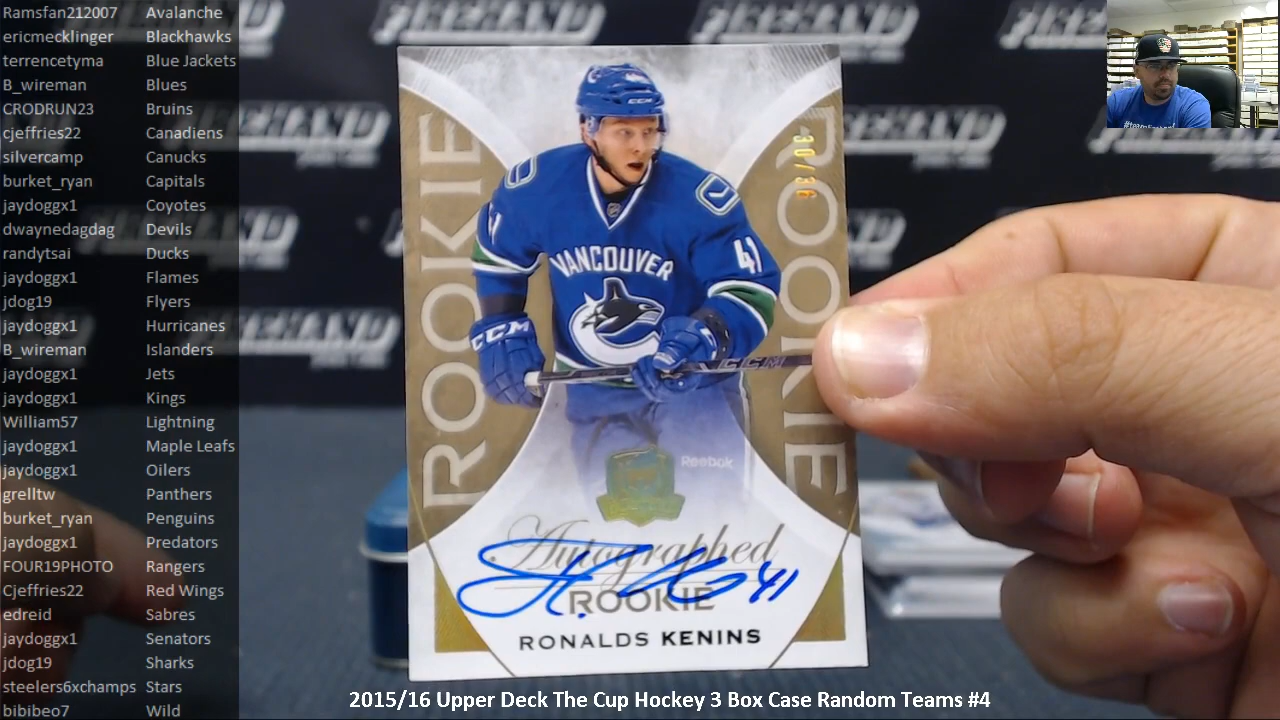 Ramsfan212007 Avalanche
ericmecklinger Blackhawks
terrencetyma Blue Jackets
B_wireman Blues
CRODRUN23 Bruins
cjeffries22 Canadiens
silvercamp Canucks
burket_ryan Capitals
jaydoggx1 Coyotes
dwaynedagdag Devils
randytsai Ducks
jaydoggx1 Flames
jdog19 Flyers
jaydoggx1 Hurricanes
B_wireman Islanders
jaydoggx1 Jets
jaydoggx1 Kings
William57 Lightning
jaydoggx1 Maple Leafs
jaydoggx1 Oilers
grelltw Panthers
burket_ryan Penguins
jaydoggx1 Predators
FOUR19PHOTO Rangers
Cjeffries22 Red Wings
edreid Sabres
jaydoggx1 Senators
jdog19 Sharks
steelers6xchamps Stars
bibibeo7 Wild
ROOKIE
ROOKIE
30/36
CCM
41
41
VANCOUVER
CCM
CCM
Reebok
Autographed
ROOKIE
41
RONALDS KENINS
2015/16 Upper Deck The Cup Hockey 3 Box Case Random Teams #4